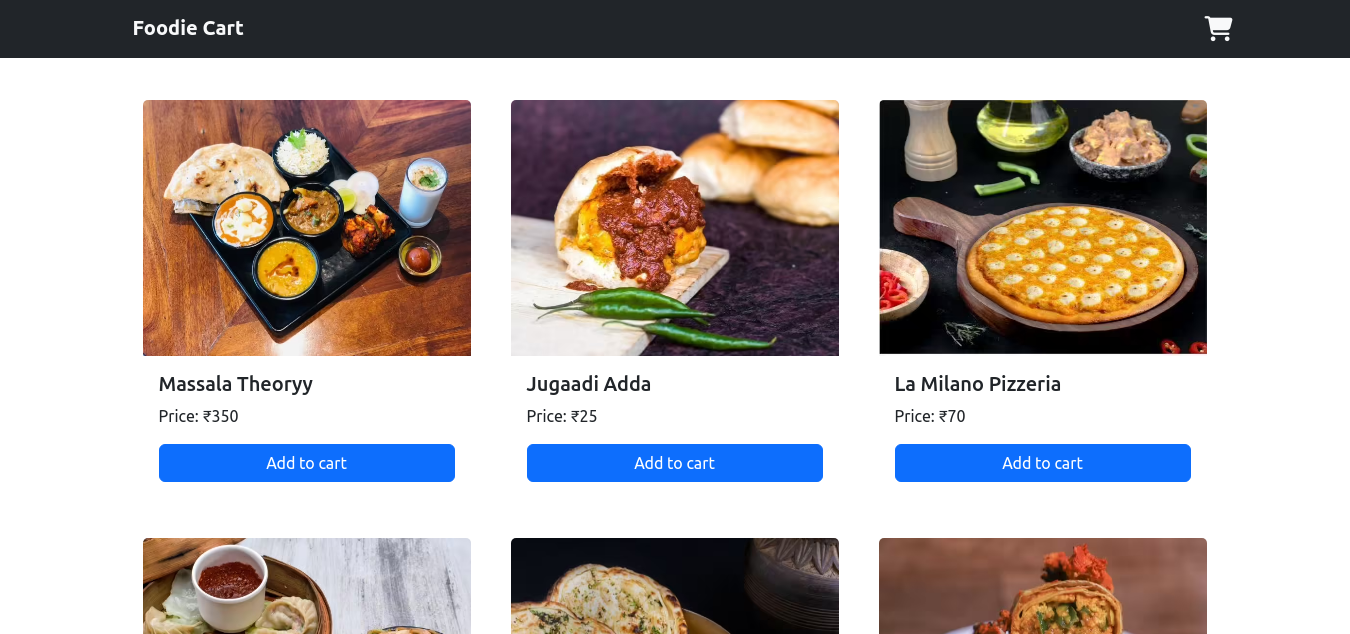 Foodie Cart
Massala Theoryy
Price: ₹350
Add to cart
Jugaadi Adda
Price: ₹25
Add to cart
La Milano Pizzeria
Price: ₹70
Add to cart